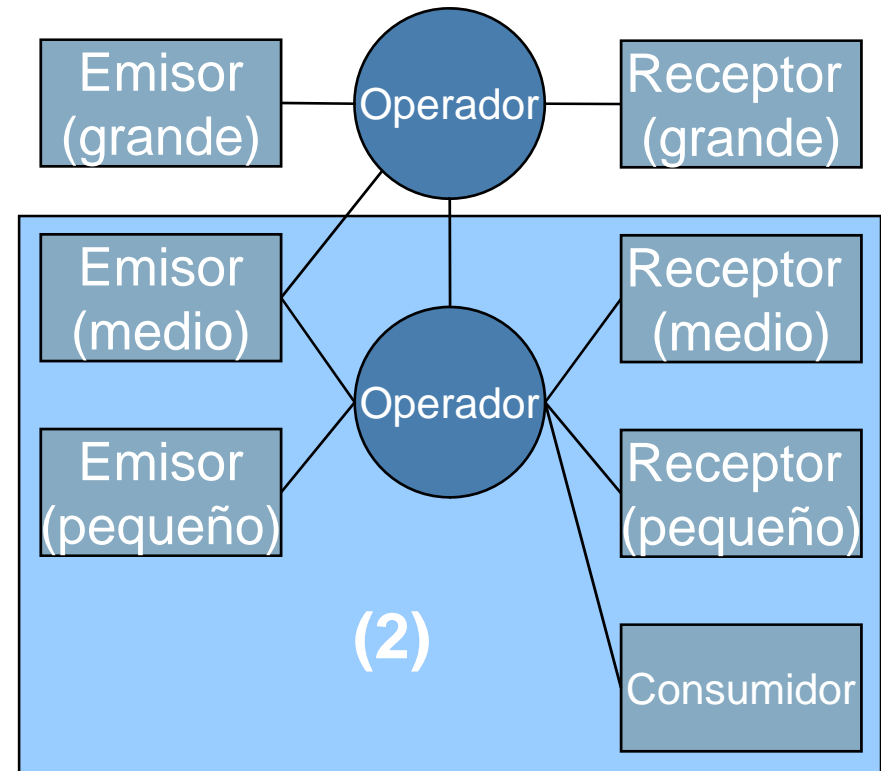 Emisor
(grande)
Operador
Receptor
(grande)
Emisor
(medio)
Receptor
(medio)
Operador
Emisor
(pequeño)
Receptor
(pequeño)
(2)
Consumidor